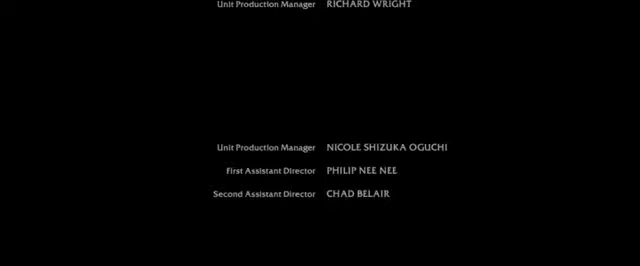 Unit Production Manager RICHARD WRIGHT
Unit Production Manager NICOLE SHIZUKA OGUCHI
First Assistant Director PHILIP NEE NEE
Second Assistant Director CHAD BELAIR